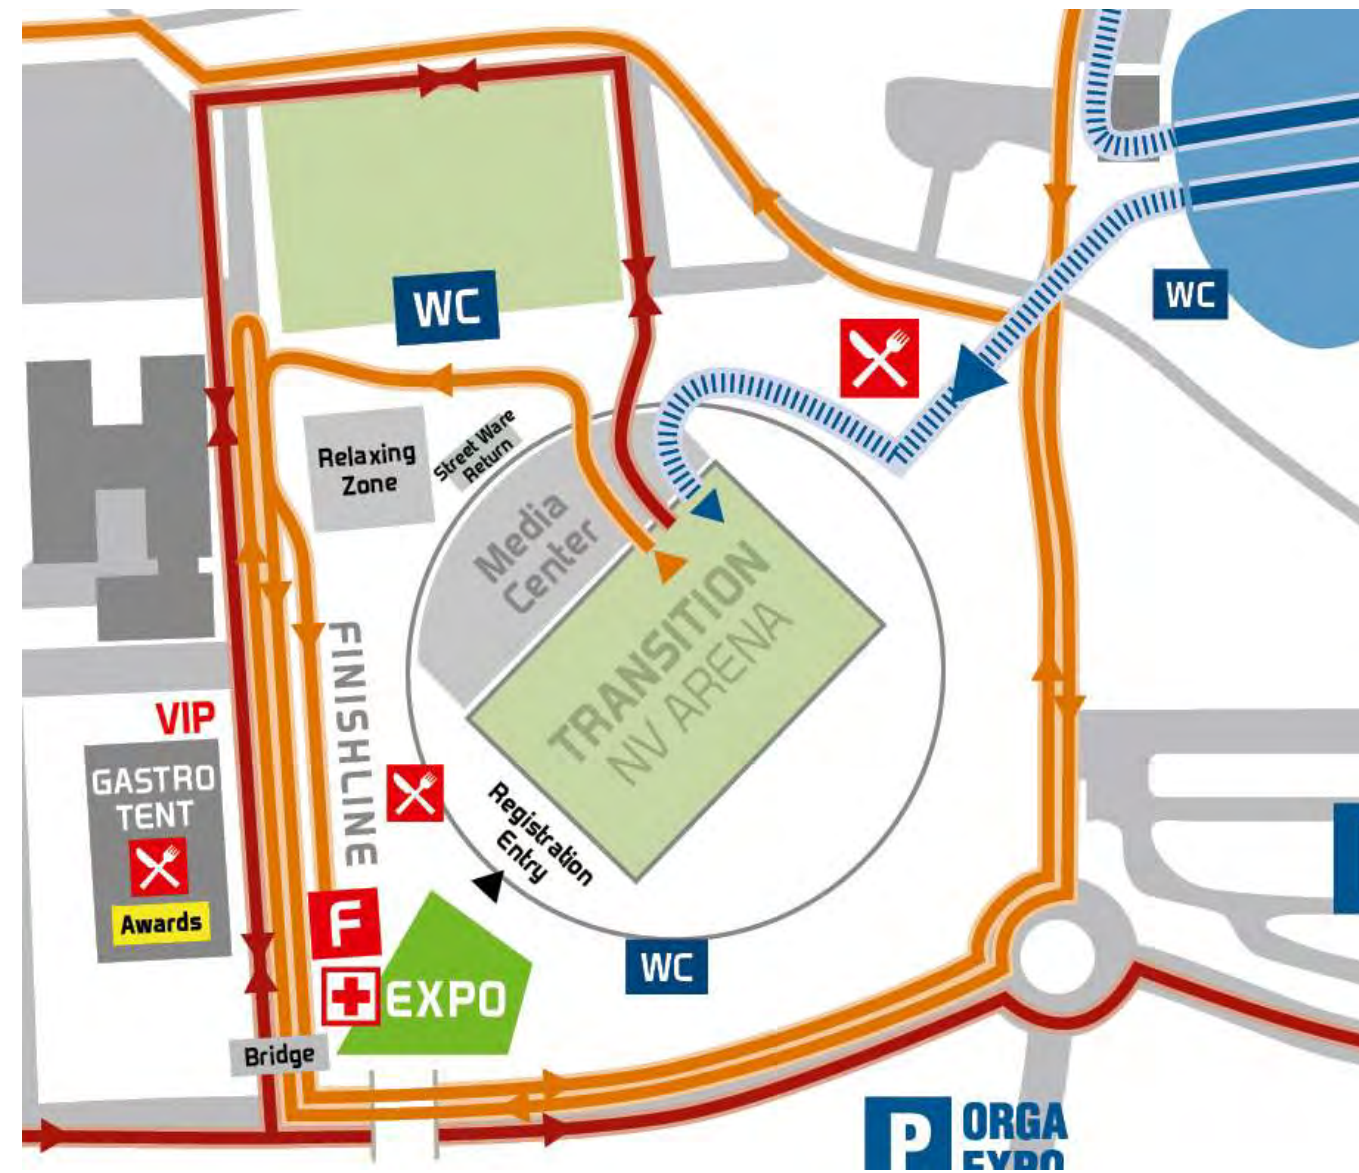 WC
WC
Relaxing
Zone
Street Ware
Return
Media
Center
TRANSITION
NV ARENA
FINISHLINE
VIP
GASTRO
TENT
Awards
Registration
Entry
F
EXPO
WC
Bridge
P
ORGA
EXPO